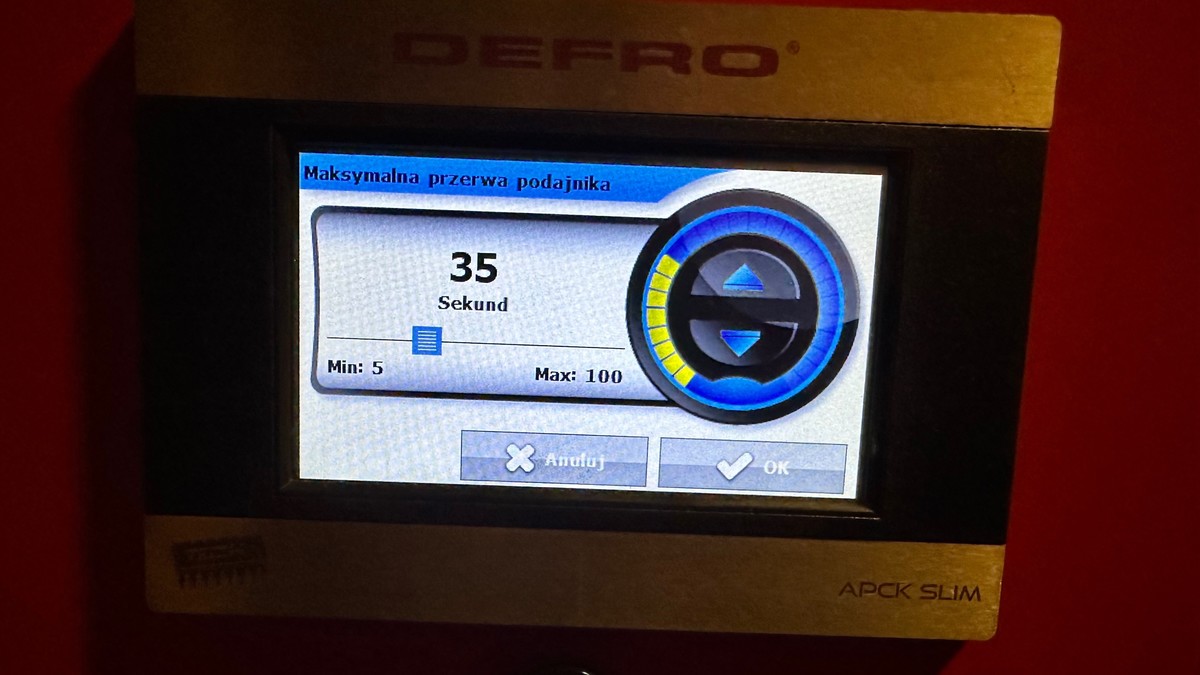 DEFRO®
Maksymalna przerwa podajnika
35
Sekund
Min: 5
Max: 100
Anuluj
OK
APCK SLIM